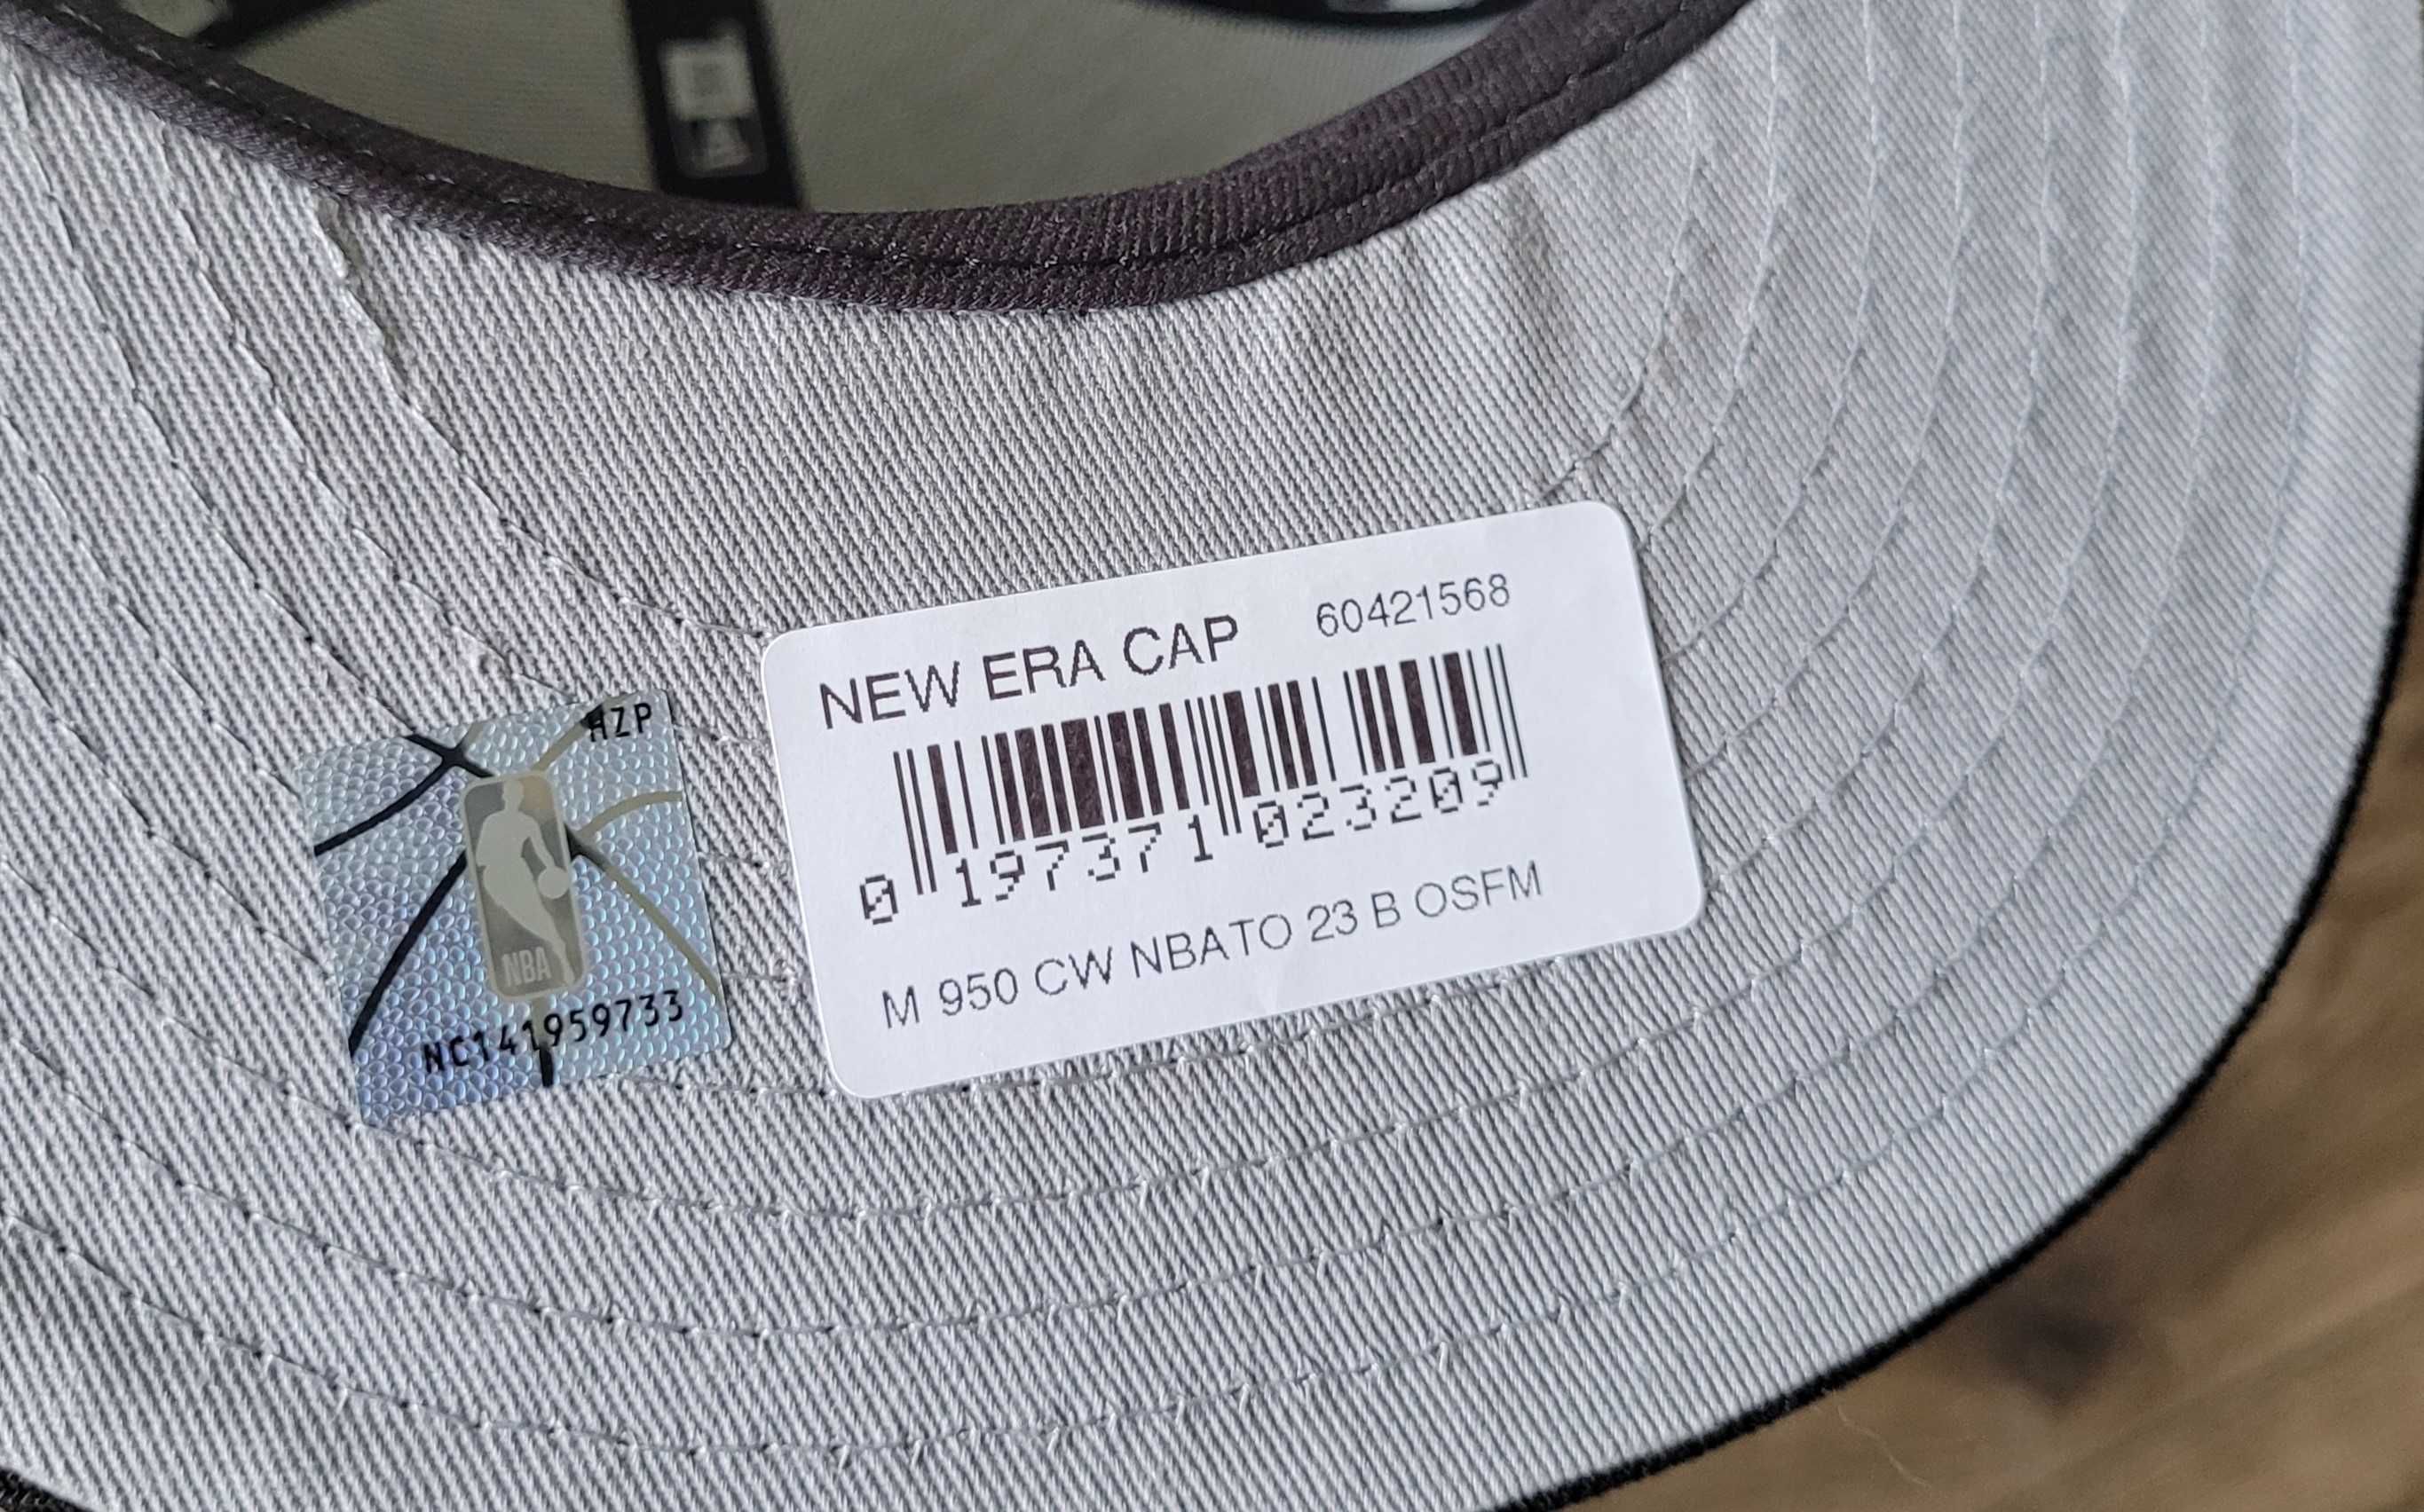 NEW ERA CAP 60421568
0 197371 023209
M 950 CW NBATO 23 B OSFM
HZP
NBA
NC141959733